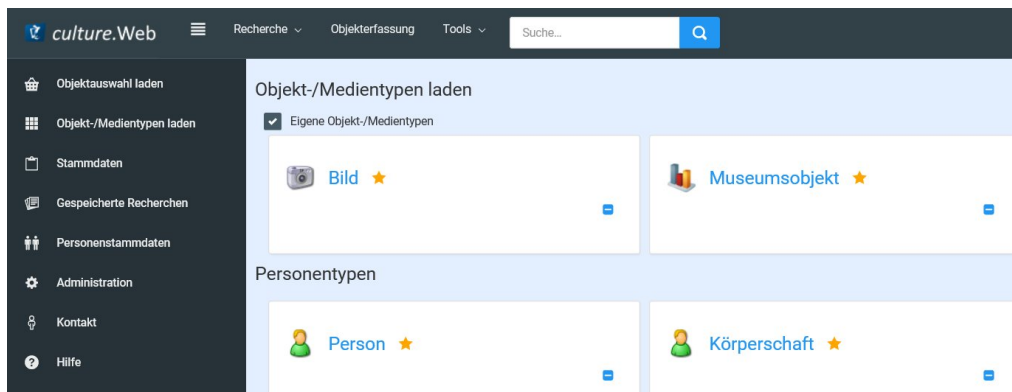 culture.Web
Recherche
Objekterfassung
Tools
Suche...
Objektauswahl laden
Objekt-/Medientypen laden
Stammdaten
Gespeicherte Recherchen
Personenstammdaten
Administration
Kontakt
Hilfe
Objekt-/Medientypen laden
Eigene Objekt-/Medientypen
Bild
Museumsobjekt
Personentypen
Person
Körperschaft